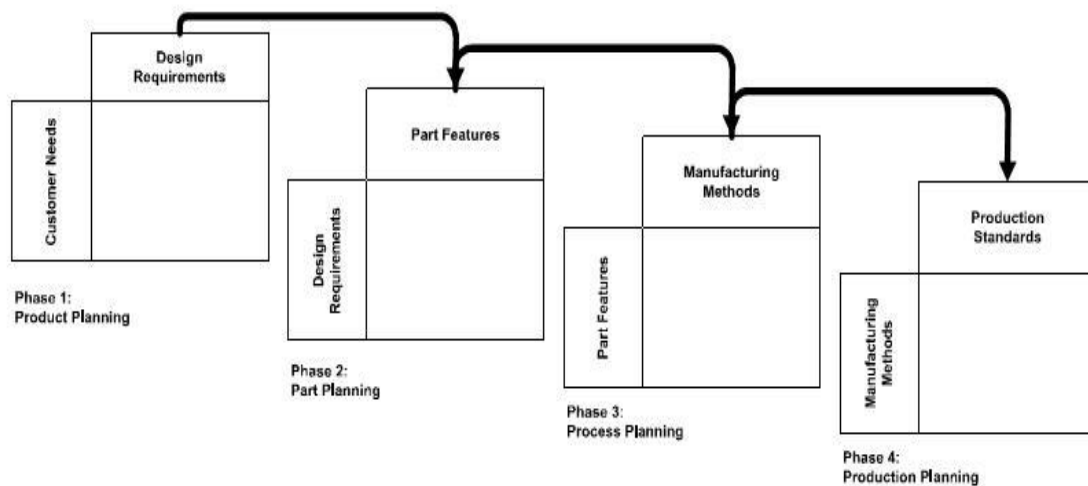 Design
Requirements
Customer Needs
Phase 1:
Product Planning
Part Features
Design
Requirements
Phase 2:
Part Planning
Manufacturing
Methods
Part Features
Phase 3:
Process Planning
Production
Standards
Manufacturing
Methods
Phase 4:
Production Planning